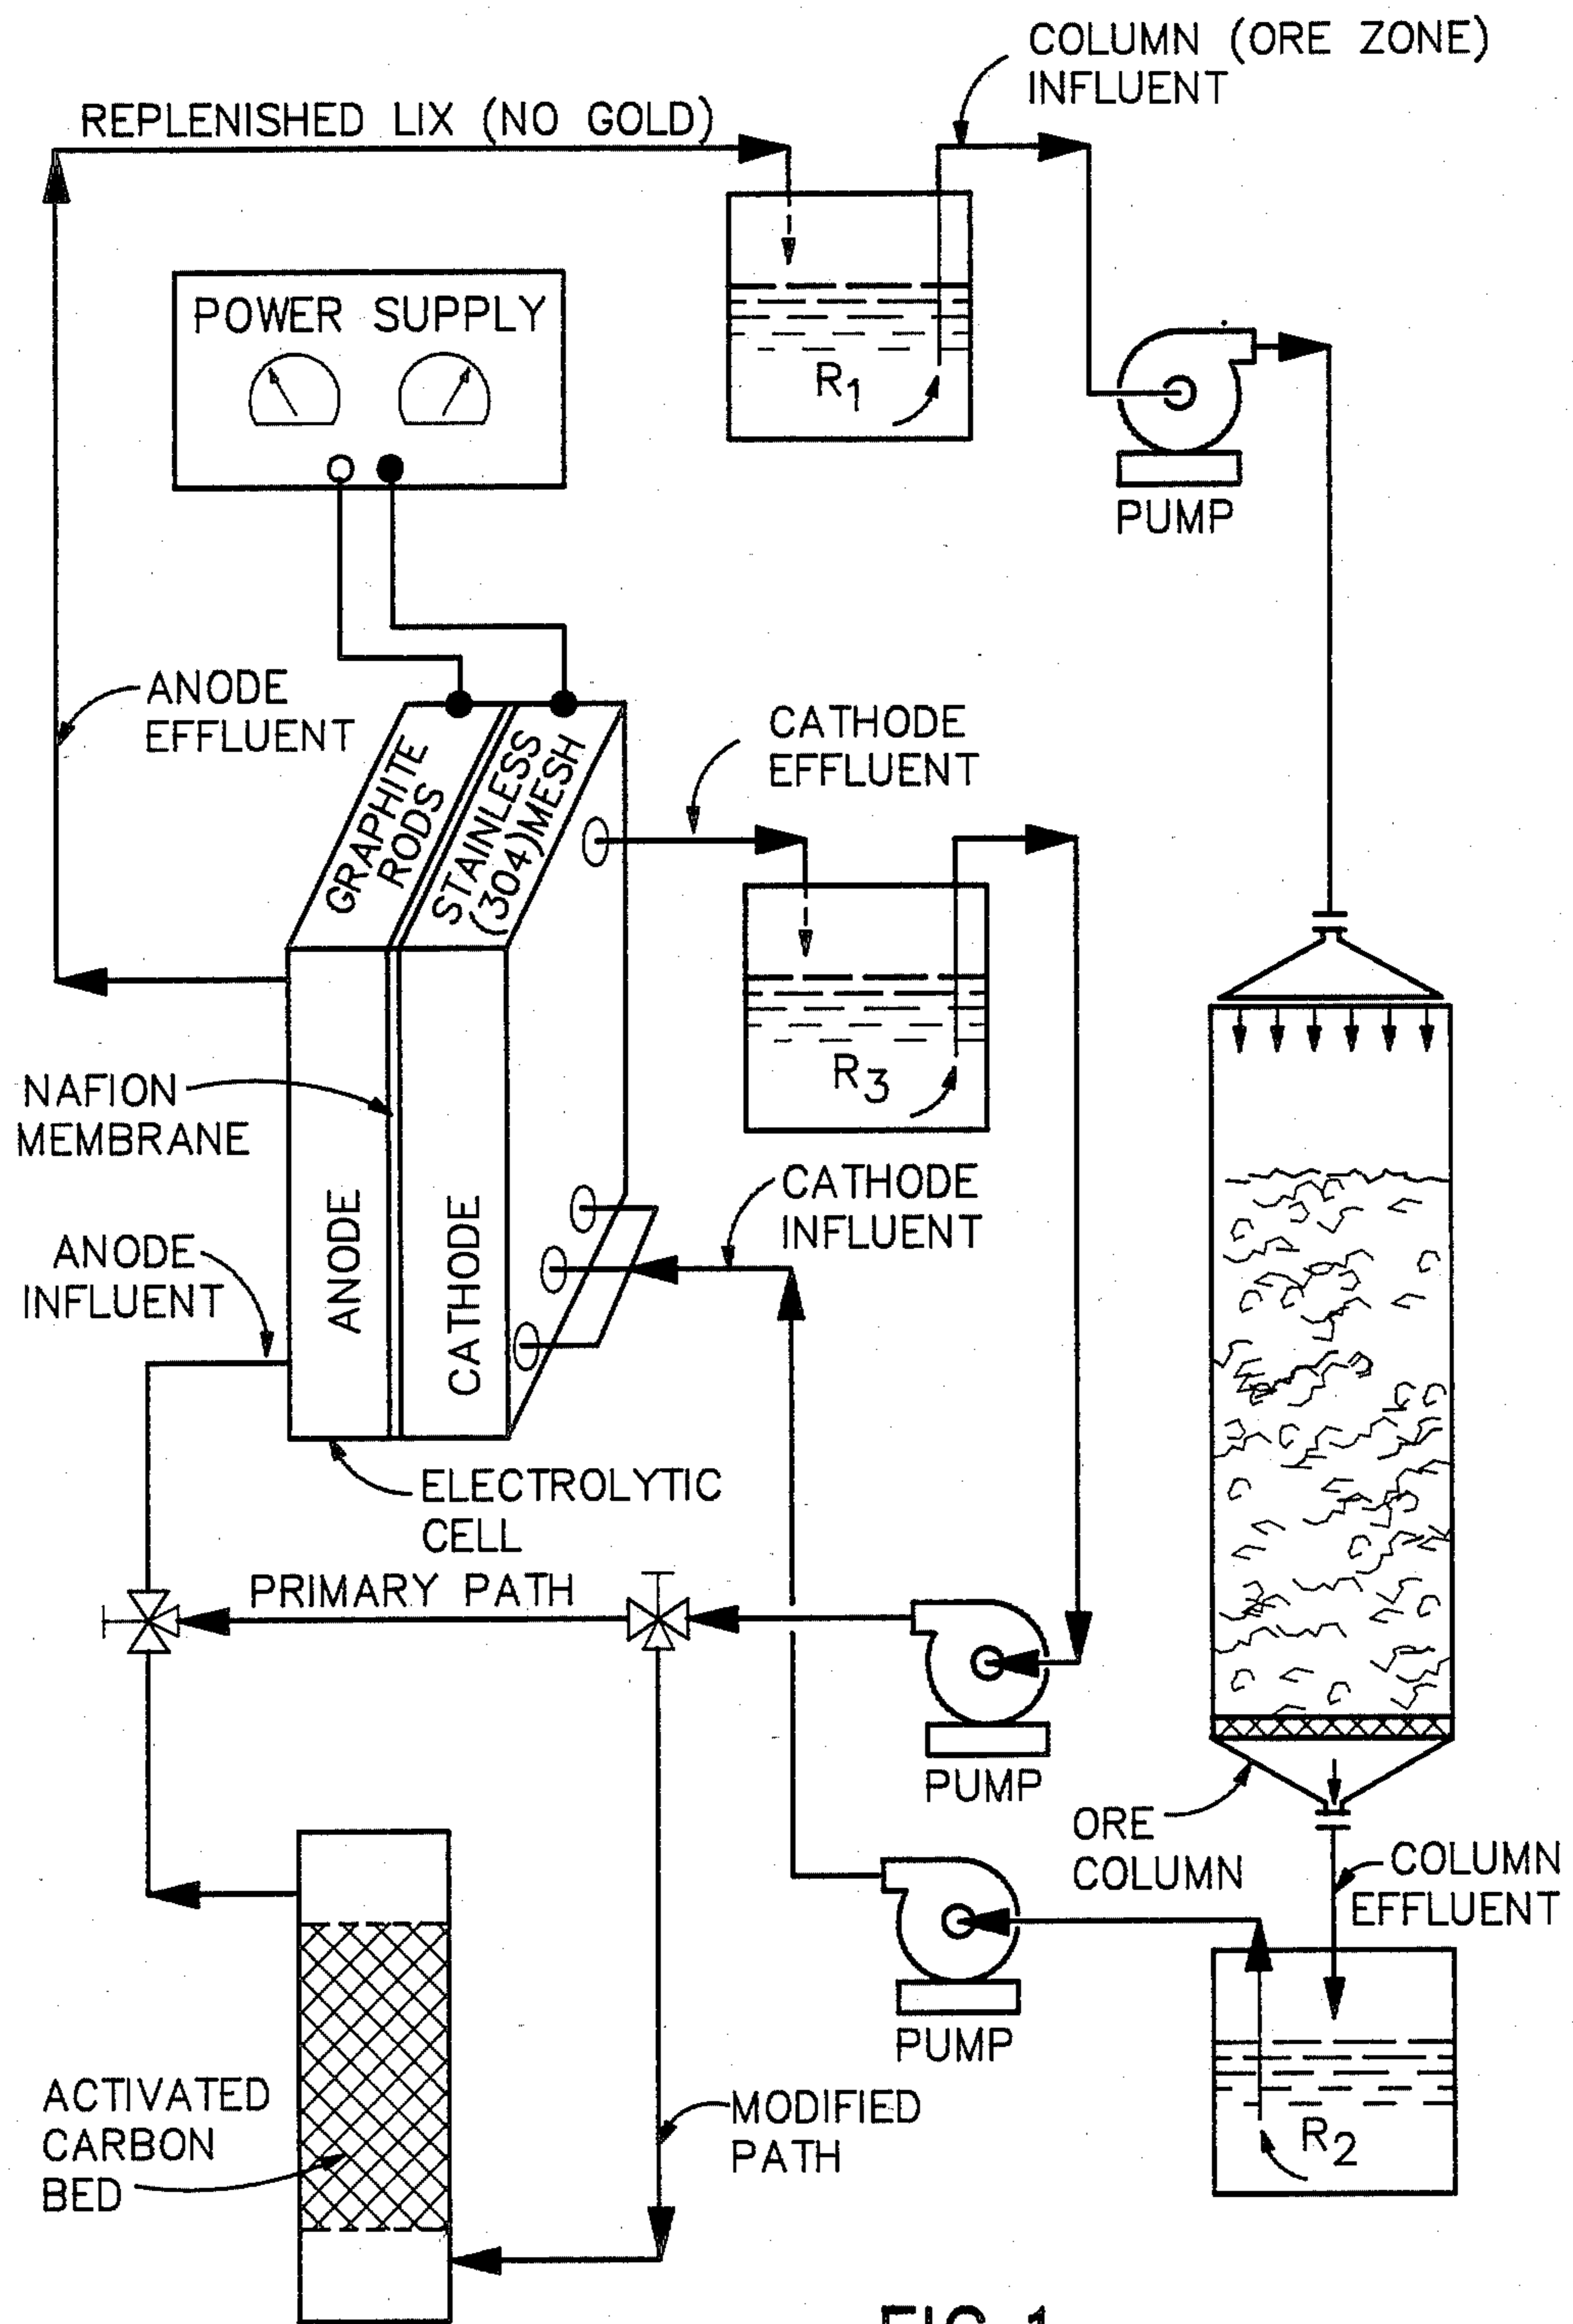 COLUMN (ORE ZONE)
INFLUENT
REPLENISHED LIX (NO GOLD)
POWER SUPPLY
R1
PUMP
ANODE
EFFLUENT
CATHODE
EFFLUENT
GRAPHITE
RODS
STAINLESS
(304) MESH
R3
NAFION
MEMBRANE
CATHODE
INFLUENT
ANODE
INFLUENT
ANODE
CATHODE
ELECTROLYTIC
CELL
PRIMARY PATH
PUMP
ORE
COLUMN
COLUMN
EFFLUENT
PUMP
ACTIVATED
CARBON
BED
MODIFIED
PATH
R2
FIG. 1